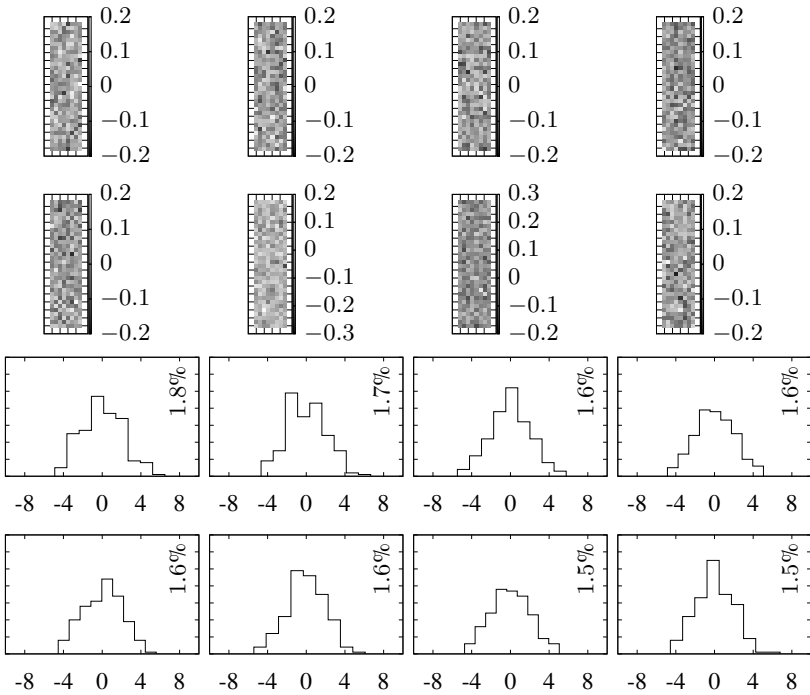 0.2 0.2 0.2 0.2
0.1 0.1 0.1 0.1
0 0 0 0
−0.1 −0.1 −0.1 −0.1
−0.2 −0.2 −0.2 −0.2
0.2 0.2 0.3 0.2
0.1 0.1 0.2 0.1
0 0 0.1 0
−0.1 −0.1 0 −0.1
−0.2 −0.2 −0.1 −0.2
−0.3 −0.2
1.8% 1.7% 1.6% 1.6%
-8 -4 0 4 8 -8 -4 0 4 8 -8 -4 0 4 8 -8 -4 0 4 8
1.6% 1.6% 1.5% 1.5%
-8 -4 0 4 8 -8 -4 0 4 8 -8 -4 0 4 8 -8 -4 0 4 8